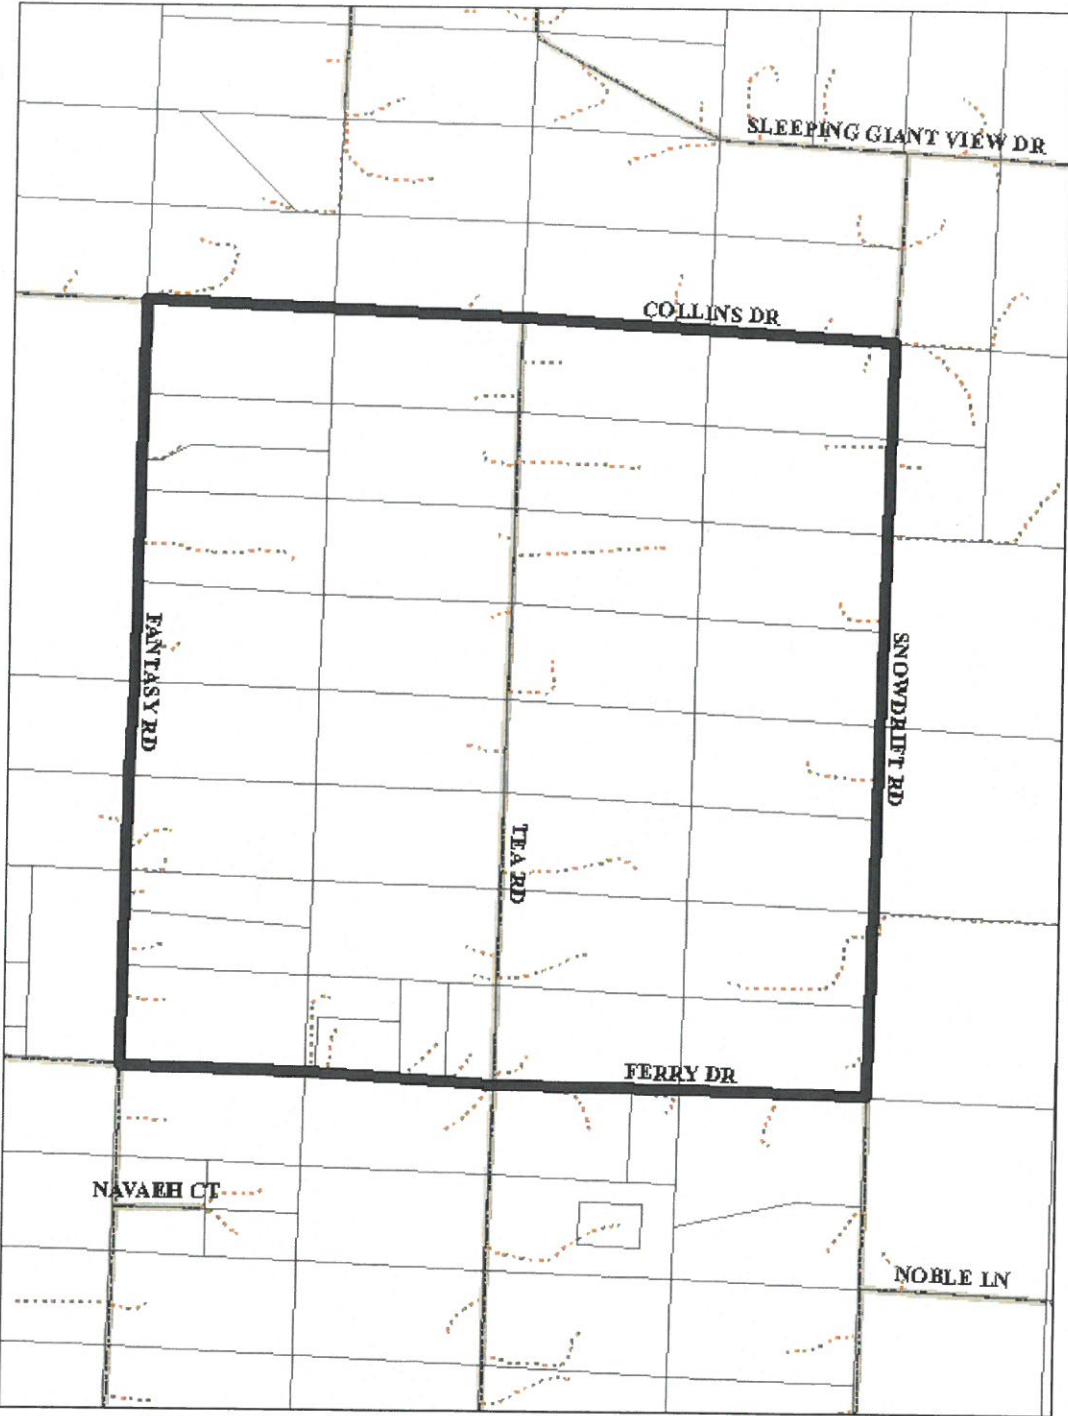 SLEEPING GIANT VIEW DR
COLLINS DR
FANTASY RD
SNOWDRIFT RD
TEA RD
FERRY DR
NAVAEH CT
NOBLE LN